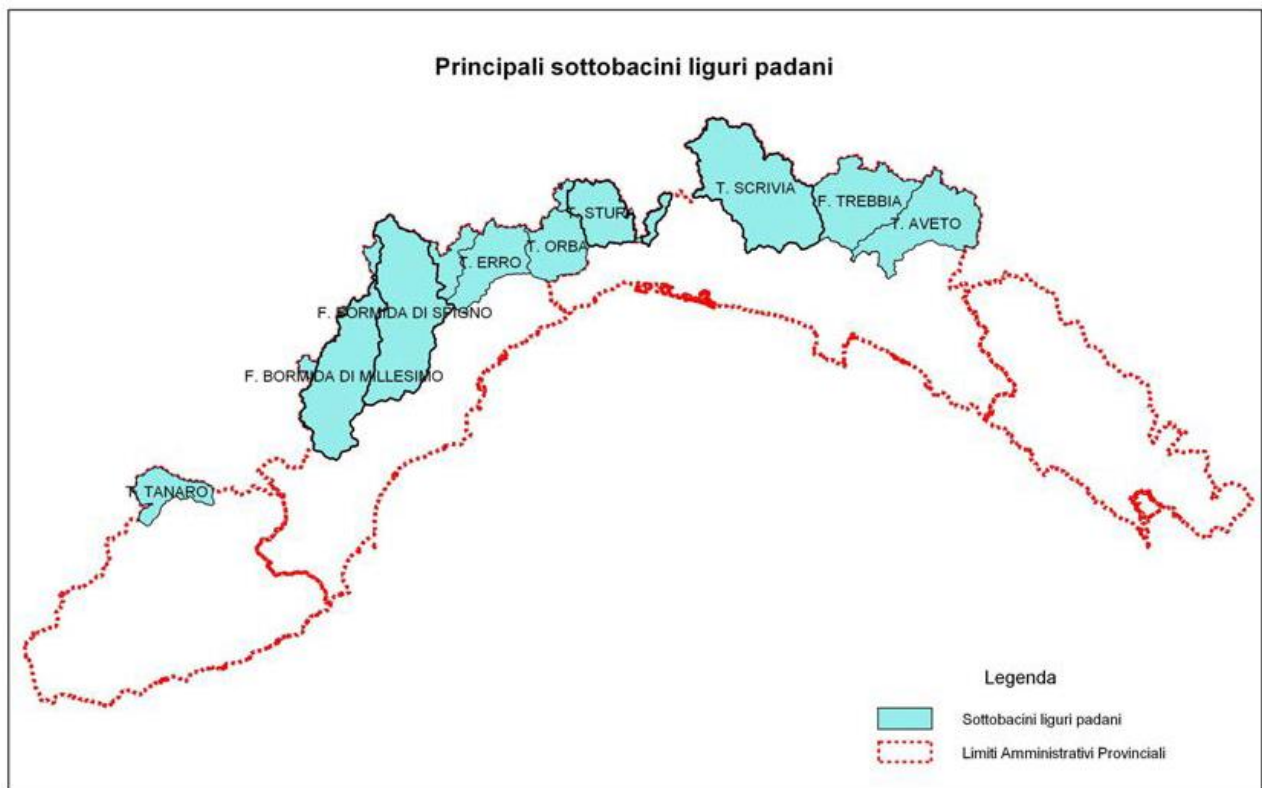 Principali sottobacini liguri padani
T. SCRIVIA
F. TREBBIA
T. STURA
T. AVETO
T. ORBA
T. ERRO
F. BORMIDA DI SPIGNO
F. BORMIDA DI MILLESIMO
T. TANARO
Legenda
Sottobacini liguri padani
Limiti Amministrativi Provinciali